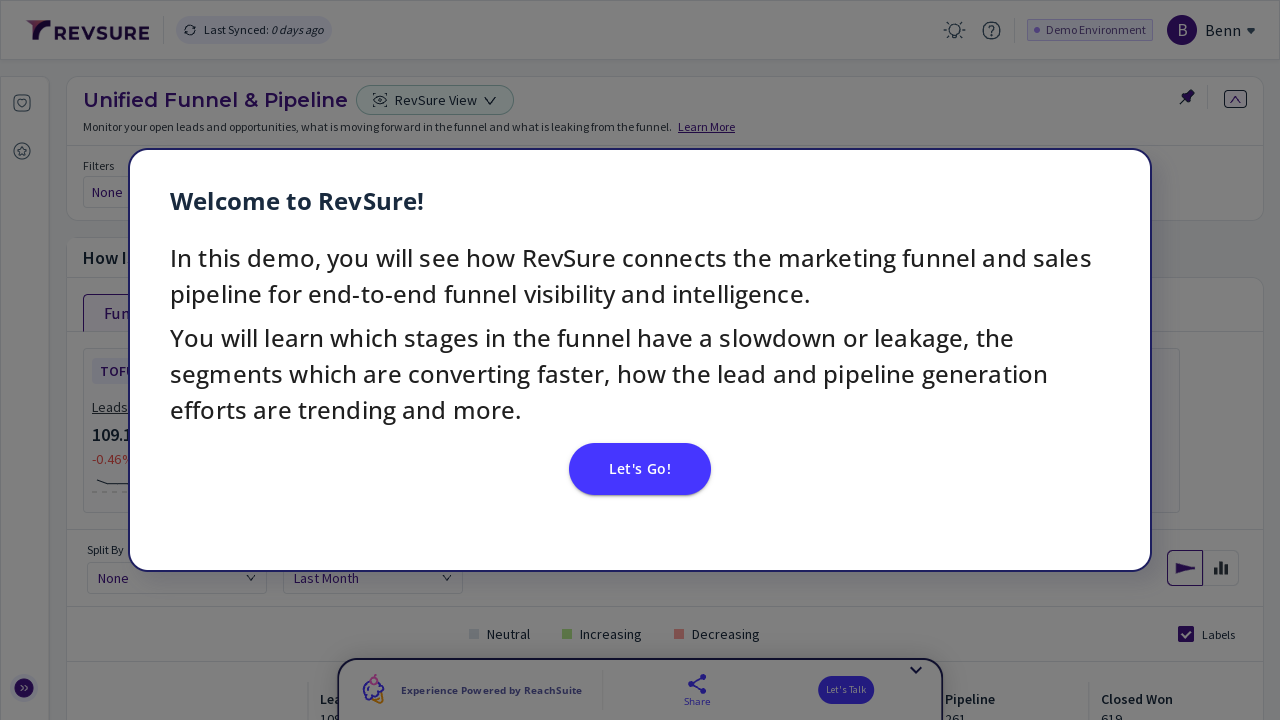 REVSURE
Last Synced: 0 days ago
Demo Environment
B
Benn
Unified Funnel & Pipeline
RevSure View
Monitor your open leads and opportunities, what is moving forward in the funnel and what is leaking from the funnel. Learn More
Filters
None
How I
Welcome to RevSure!
In this demo, you will see how RevSure connects the marketing funnel and sales
pipeline for end-to-end funnel visibility and intelligence.
You will learn which stages in the funnel have a slowdown or leakage, the
segments which are converting faster, how the lead and pipeline generation
efforts are trending and more.
Let's Go!
Fun
TOFU
Leads
109.1
-0.46%
Split By
None
Last Month
Neutral
Increasing
Decreasing
Labels
Experience Powered by ReachSuite
Share
Let's Talk
Lea
Pipeline
Closed Won
109
261
619